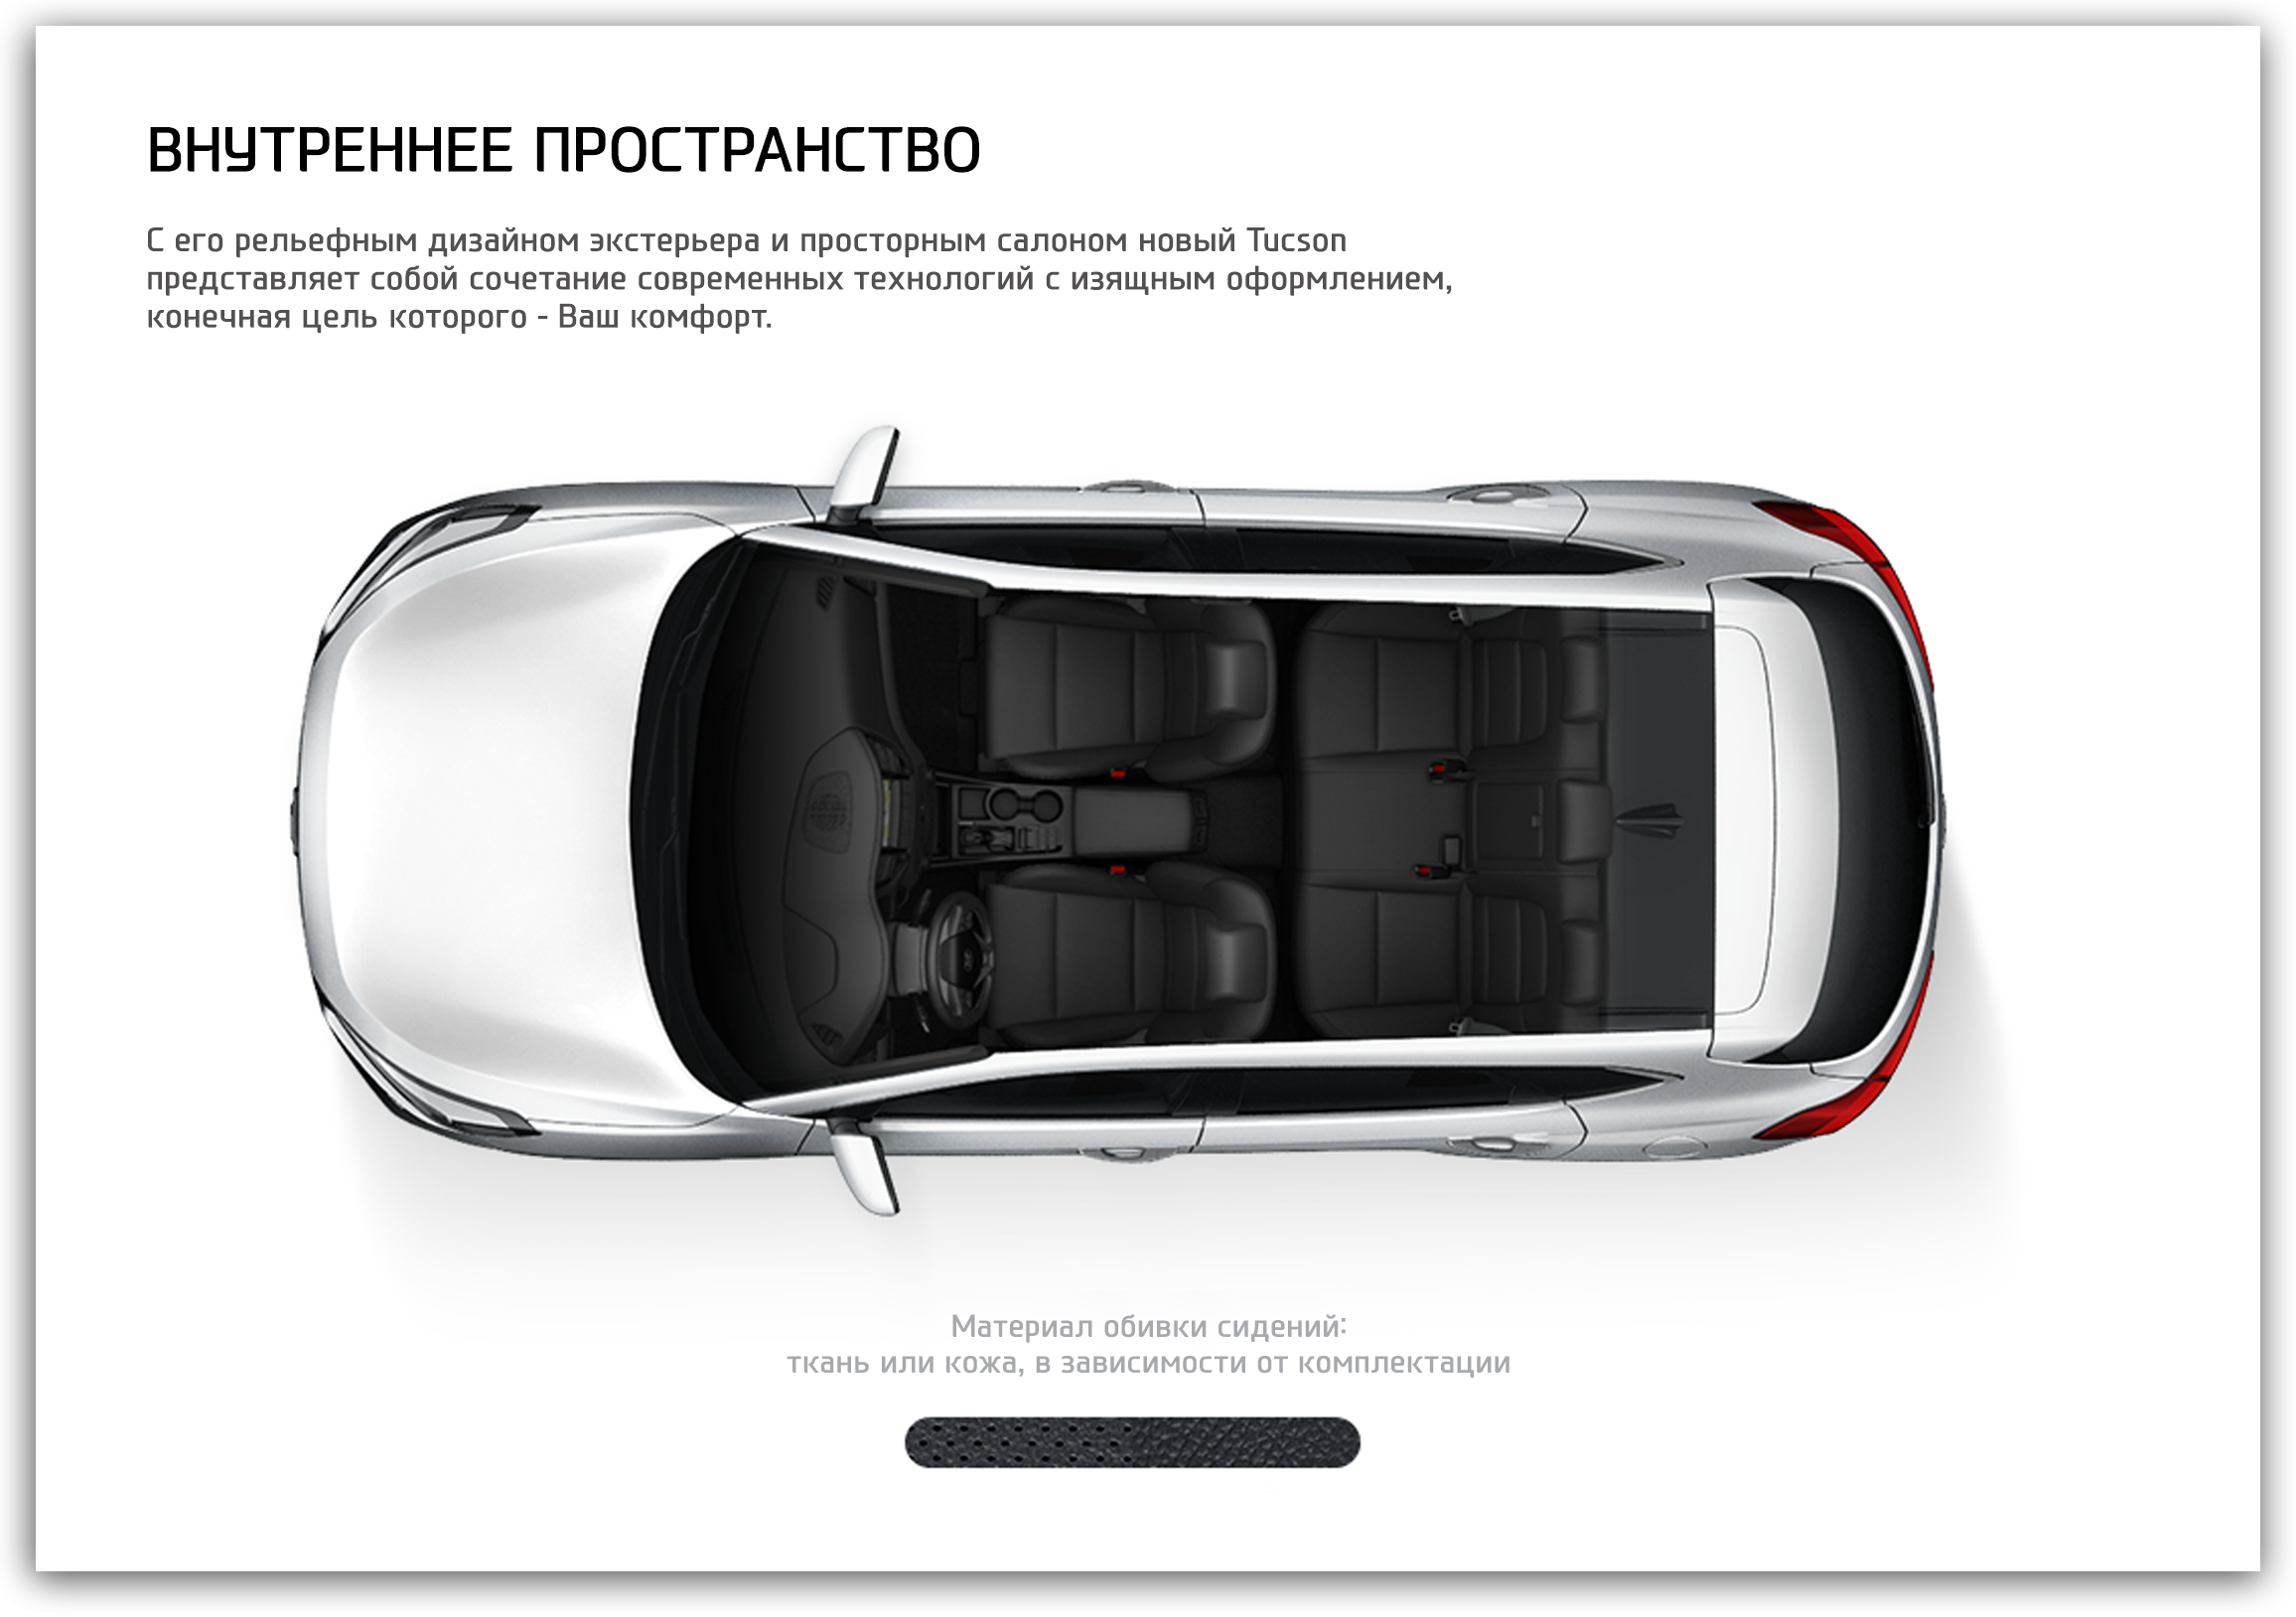 ВНУТРЕННЕЕ ПРОСТРАНСТВО
С его рельефным дизайном экстерьера и просторным салоном новый Tucson
представляет собой сочетание современных технологий с изящным оформлением,
конечная цель которого - Ваш комфорт.
Материал обивки сидений:
ткань или кожа, в зависимости от комплектации